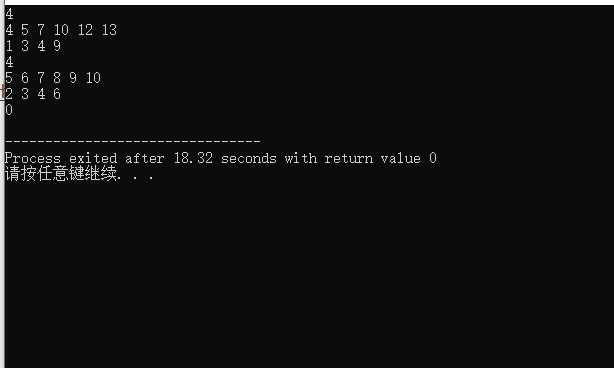 4
4 5 7 10 12 13
1 3 4 9
4
5 6 7 8 9 10
2 3 4 6
0
--------------------------------
Process exited after 18.32 seconds with return value 0
请按任意键继续. . .